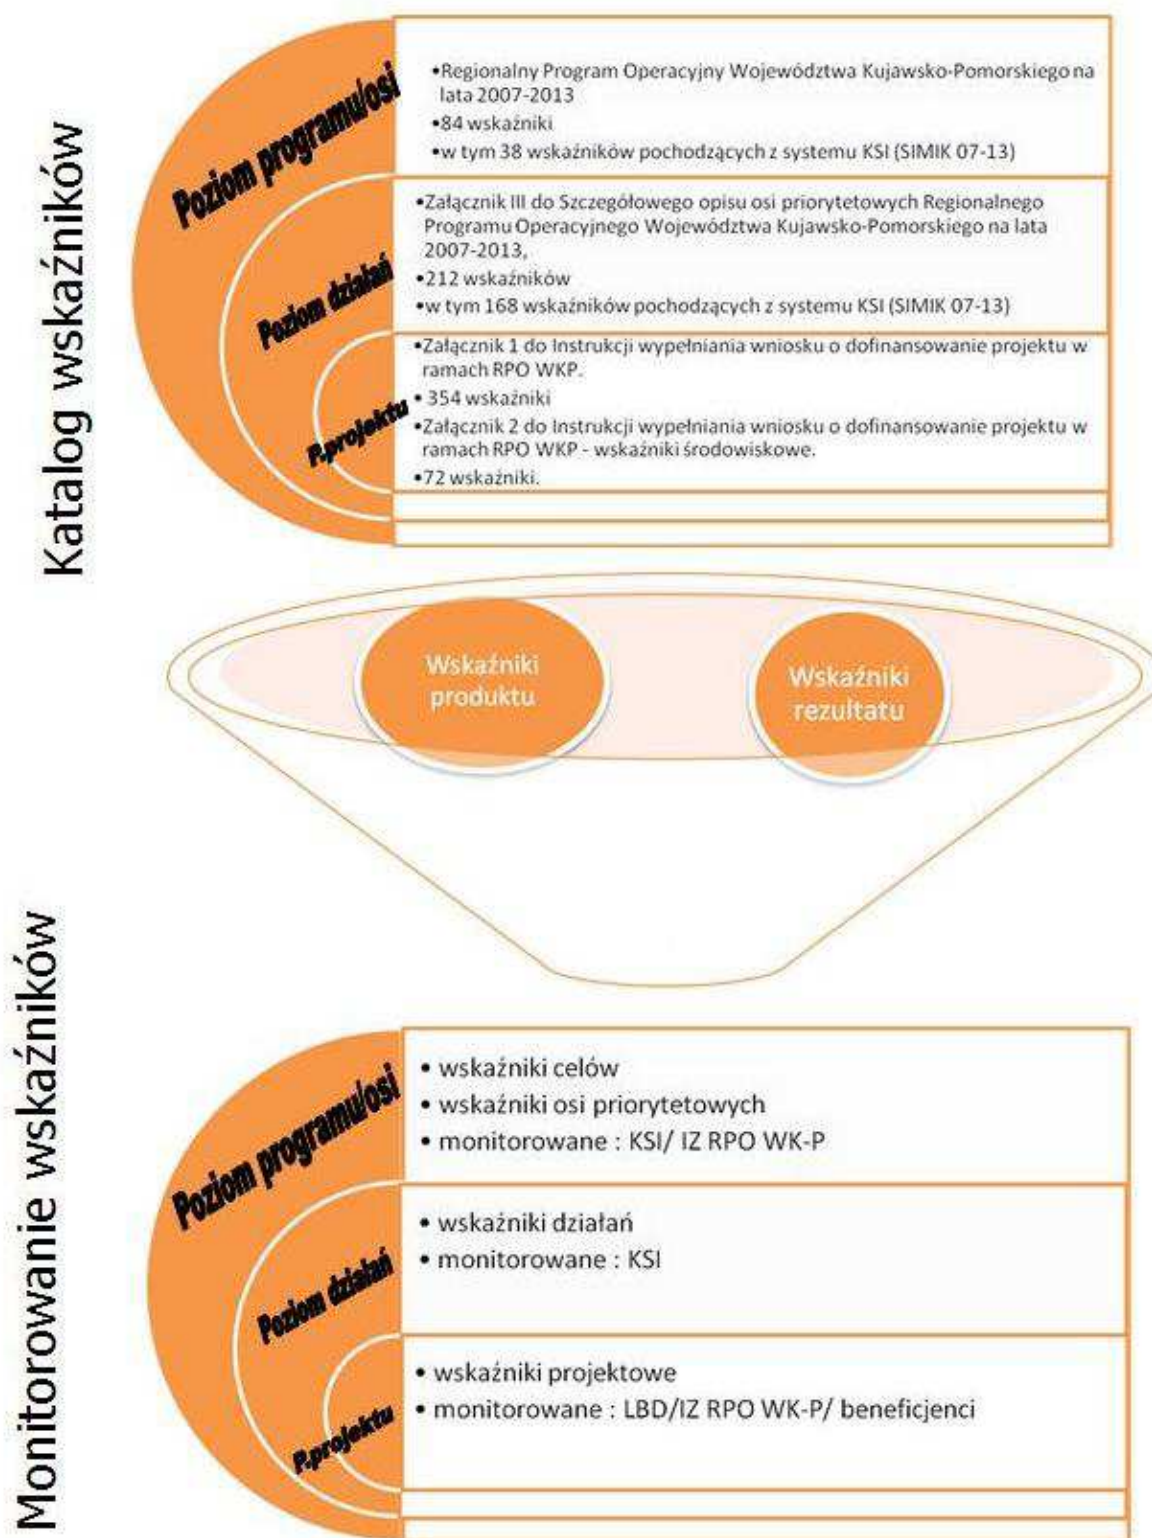 Katalog wskaźników
Poziom programu/osi
•Regionalny Program Operacyjny Województwa Kujawsko-Pomorskiego na
lata 2007-2013
•84 wskaźniki
•w tym 38 wskaźników pochodzących z systemu KSI (SIMIK 07-13)
Poziom działań
•Załącznik III do Szczegółowego opisu osi priorytetowych Regionalnego
Programu Operacyjnego Województwa Kujawsko-Pomorskiego na lata
2007-2013,
•212 wskaźników
•w tym 168 wskaźników pochodzących z systemu KSI (SIMIK 07-13)
P.projektu
•Załącznik 1 do Instrukcji wypełniania wniosku o dofinansowanie projektu w
ramach RPO WKP.
• 354 wskaźniki
•Załącznik 2 do Instrukcji wypełniania wniosku o dofinansowanie projektu w
ramach RPO WKP - wskaźniki środowiskowe.
•72 wskaźniki.
Wskaźniki
produktu
Wskaźniki
rezultatu
Monitorowanie wskaźników
Poziom programu/osi
• wskaźniki celów
• wskaźniki osi priorytetowych
• monitorowane : KSI/ IZ RPO WK-P
Poziom działań
• wskaźniki działań
• monitorowane : KSI
P.projektu
• wskaźniki projektowe
• monitorowane : LBD/IZ RPO WK-P/ beneficjenci